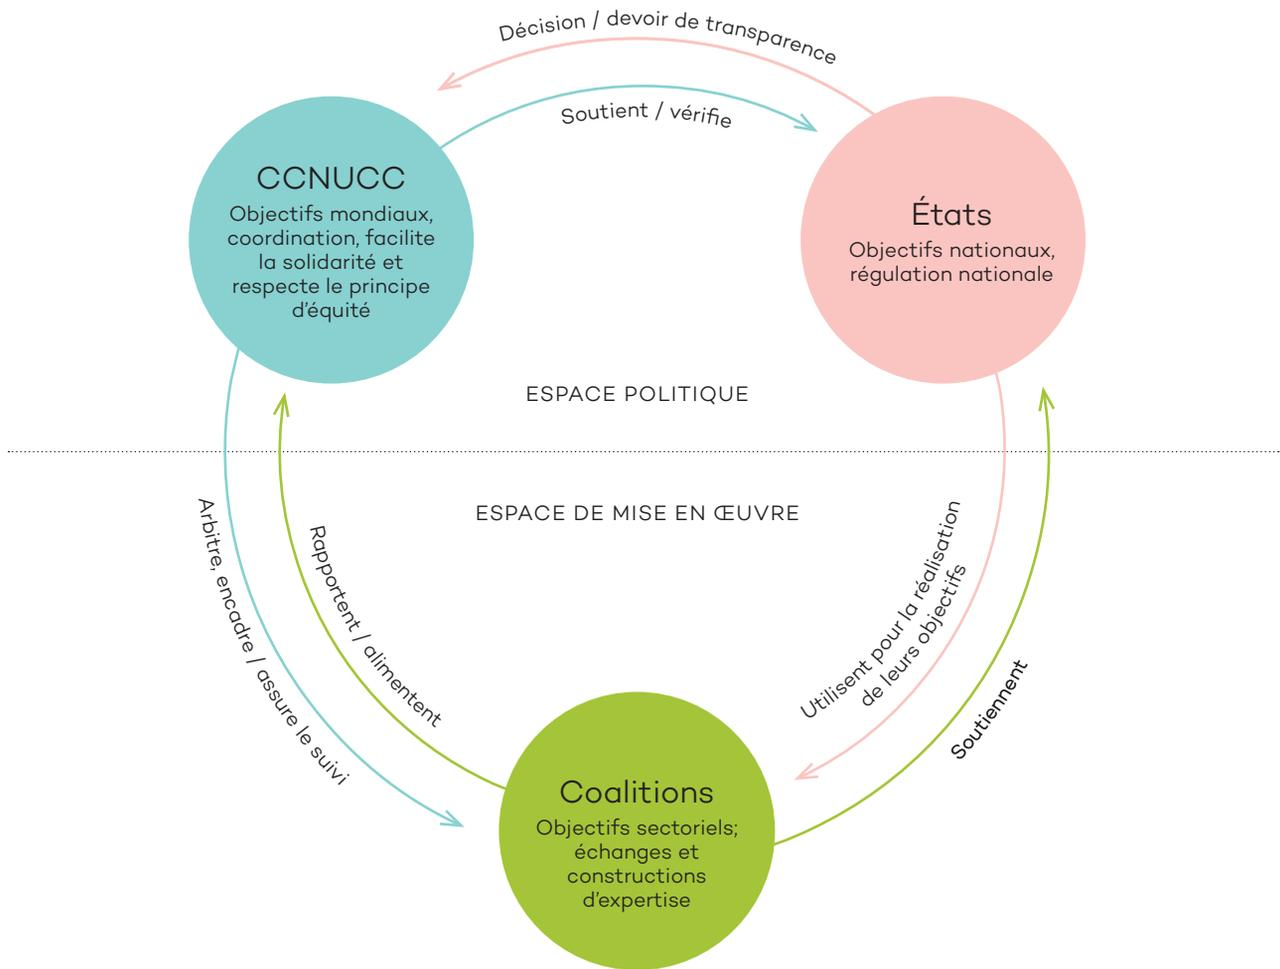 Décision / devoir de transparence
Soutient / vérifie
CCNUCC
Objectifs mondiaux,
coordination, facilite
la solidarité et
respecte le principe
d'équité
États
Objectifs nationaux,
régulation nationale
ESPACE POLITIQUE
ESPACE DE MISE EN ŒUVRE
Arbitre, encadre / assure le suivi
Rapportent / alimentent
Utilisent pour la réalisation
de leurs objectifs
Soutiennent
Coalitions
Objectifs sectoriels;
échanges et
constructions
d'expertise